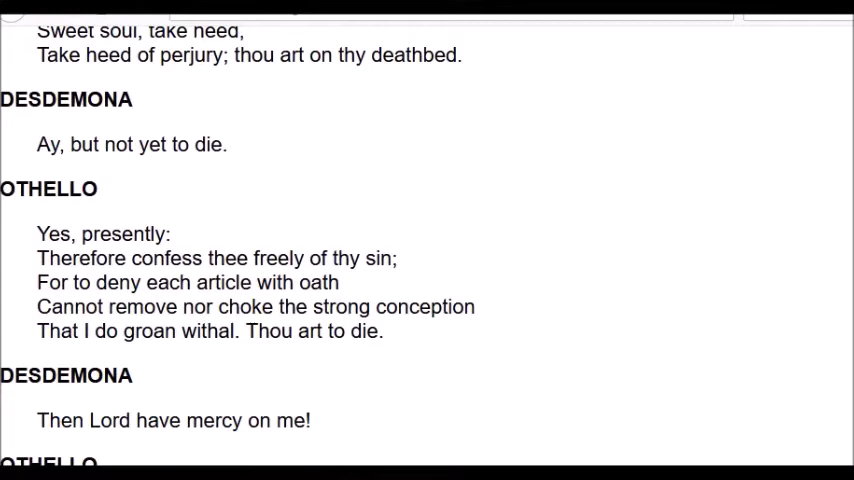 Sweet soul, take heed,
Take heed of perjury; thou art on thy deathbed.
DESDEMONA
Ay, but not yet to die.
OTHELLO
Yes, presently:
Therefore confess thee freely of thy sin;
For to deny each article with oath
Cannot remove nor choke the strong conception
That I do groan withal. Thou art to die.
DESDEMONA
Then Lord have mercy on me!
OTHELLO